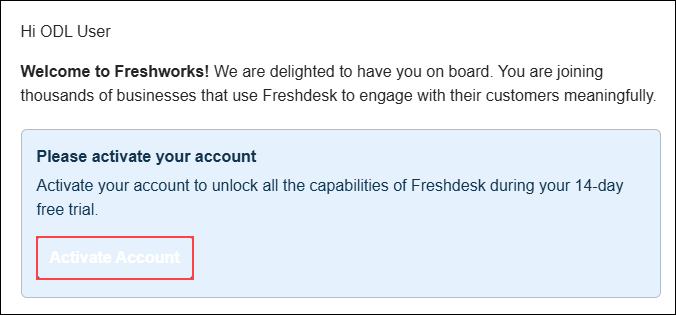 Hi ODL User
Welcome to Freshworks! We are delighted to have you on board. You are joining
thousands of businesses that use Freshdesk to engage with their customers meaningfully.
Please activate your account
Activate your account to unlock all the capabilities of Freshdesk during your 14-day
free trial.
Activate Account